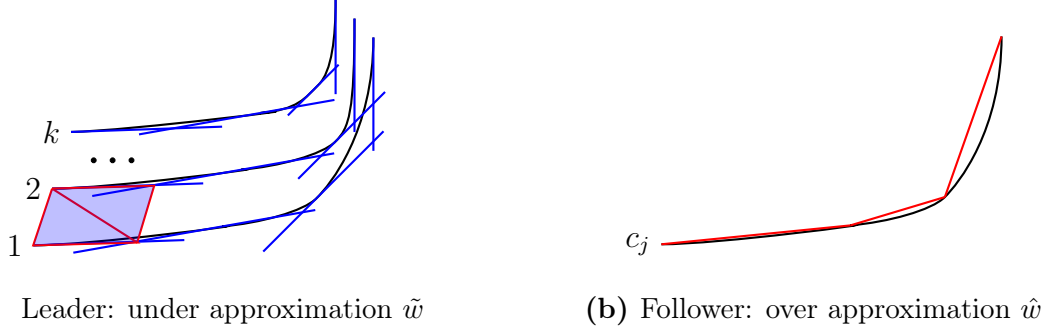 k
...
2
1
c_j
Leader: under approximation w̃
(b) Follower: over approximation ŵ